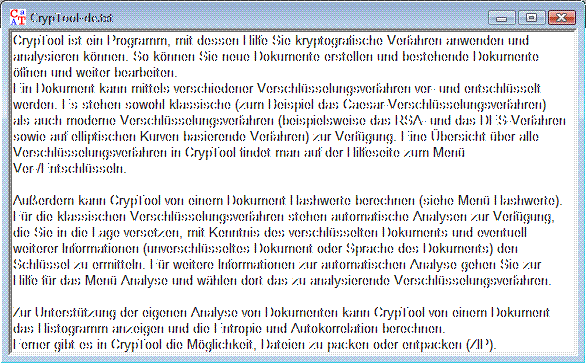 CrypTool-de.txt
CrypTool ist ein Programm, mit dessen Hilfe Sie kryptografische Verfahren anwenden und
analysieren können. So können Sie neue Dokumente erstellen und bestehende Dokumente
öffnen und weiter bearbeiten.
Ein Dokument kann mittels verschiedener Verschlüsselungsverfahren ver- und entschlüsselt
werden. Es stehen sowohl klassische (zum Beispiel das Caesar-Verschlüsselungsverfahren)
als auch moderne Verschlüsselungsverfahren (beispielsweise das RSA- und das DES-Verfahren
sowie auf elliptischen Kurven basierende Verfahren) zur Verfügung. Eine Übersicht über alle
Verschlüsselungsverfahren in CrypTool findet man auf der Hilfeseite zum Menü
Ver-/Entschlüsseln.
Außerdem kann CrypTool von einem Dokument Hashwerte berechnen (siehe Menü Hashwerte).
Für die klassischen Verschlüsselungsverfahren stehen automatische Analysen zur Verfügung,
die Sie in die Lage versetzen, mit Kenntnis des verschlüsselten Dokuments und eventuell
weiterer Informationen (unverschlüsseltes Dokument oder Sprache des Dokuments) den
Schlüssel zu ermitteln. Für weitere Informationen zur automatischen Analyse gehen Sie zur
Hilfe für das Menü Analyse und wählen dort das zu analysierende Verschlüsselungsverfahren.
Zur Unterstützung der eigenen Analyse von Dokumenten kann CrypTool von einem Dokument
das Histogramm anzeigen und die Entropie und Autokorrelation berechnen.
Ferner gibt es in CrypTool die Möglichkeit, Dateien zu packen oder entpacken (ZIP).